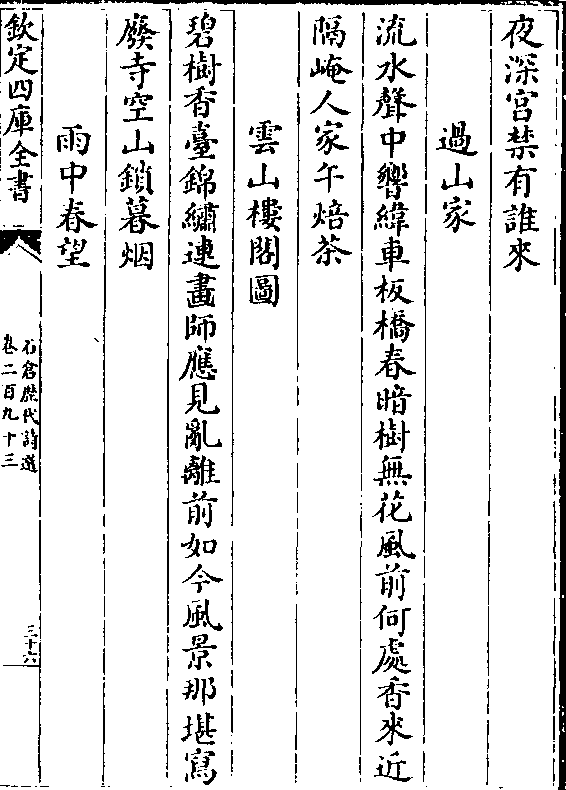 夜深宫禁有誰來
過山家
流水聲中響緯車板橋春暗樹無花風前何處香來近
隔崦人家午焙茶
雲山樓閣圖
碧樹香臺錦繡連畫師應見亂離前如今風景那堪寫
廢寺空山鎖暮烟
雨中春望
欽定四庫全書
石倉歷代詩選
卷二百九十三
三十六